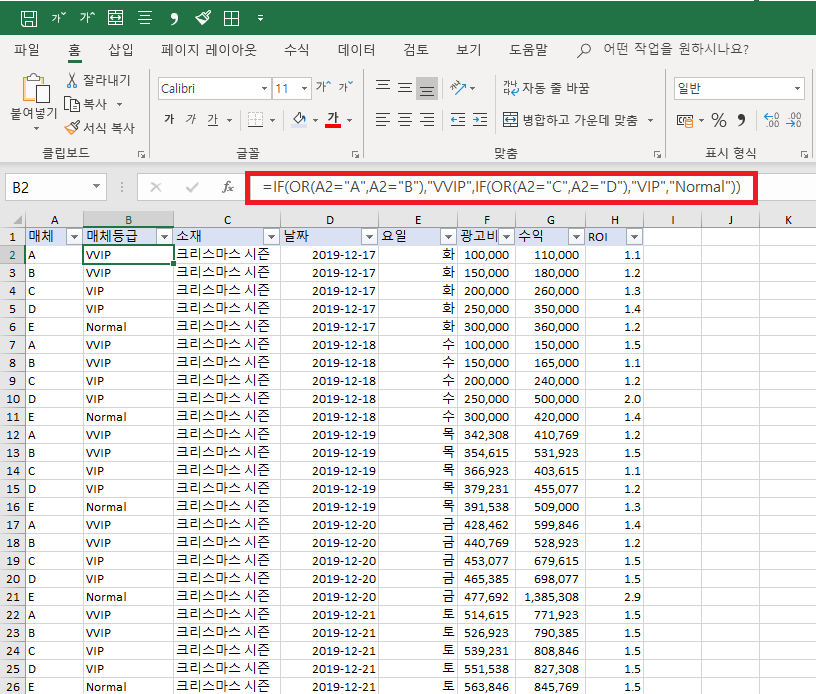 파일 홈 삽입 페이지 레이아웃 수식 데이터 검토 보기 도움말 어떤 작업을 원하시나요?
붙여넣기
잘라내기
복사
서식 복사
클립보드
Calibri 11 가 가
가 가 가 가
글꼴
가나 자동 줄 바꿈
병합하고 가운데 맞춤
맞춤
일반
% 9 .00 .00
표시 형식
B2 fx =IF(OR(A2="A",A2="B"),"VVIP",IF(OR(A2="C",A2="D"),"VIP","Normal"))
A B C D E F G H I J K
1 매체 매체등급 소재 날짜 요일 광고비 수익 ROI
2 A VVIP 크리스마스 시즌 2019-12-17 화 100,000 110,000 1.1
3 B VVIP 크리스마스 시즌 2019-12-17 화 150,000 180,000 1.2
4 C VIP 크리스마스 시즌 2019-12-17 화 200,000 260,000 1.3
5 D VIP 크리스마스 시즌 2019-12-17 화 250,000 350,000 1.4
6 E Normal 크리스마스 시즌 2019-12-17 화 300,000 360,000 1.2
7 A VVIP 크리스마스 시즌 2019-12-18 수 100,000 150,000 1.5
8 B VVIP 크리스마스 시즌 2019-12-18 수 150,000 165,000 1.1
9 C VIP 크리스마스 시즌 2019-12-18 수 200,000 240,000 1.2
10 D VIP 크리스마스 시즌 2019-12-18 수 250,000 500,000 2.0
11 E Normal 크리스마스 시즌 2019-12-18 수 300,000 420,000 1.4
12 A VVIP 크리스마스 시즌 2019-12-19 목 342,308 410,769 1.2
13 B VVIP 크리스마스 시즌 2019-12-19 목 354,615 531,923 1.5
14 C VIP 크리스마스 시즌 2019-12-19 목 366,923 403,615 1.1
15 D VIP 크리스마스 시즌 2019-12-19 목 379,231 455,077 1.2
16 E Normal 크리스마스 시즌 2019-12-19 목 391,538 509,000 1.3
17 A VVIP 크리스마스 시즌 2019-12-20 금 428,462 599,846 1.4
18 B VVIP 크리스마스 시즌 2019-12-20 금 440,769 528,923 1.2
19 C VIP 크리스마스 시즌 2019-12-20 금 453,077 679,615 1.5
20 D VIP 크리스마스 시즌 2019-12-20 금 465,385 698,077 1.5
21 E Normal 크리스마스 시즌 2019-12-20 금 477,692 1,385,308 2.9
22 A VVIP 크리스마스 시즌 2019-12-21 토 514,615 771,923 1.5
23 B VVIP 크리스마스 시즌 2019-12-21 토 526,923 790,385 1.5
24 C VIP 크리스마스 시즌 2019-12-21 토 539,231 808,846 1.5
25 D VIP 크리스마스 시즌 2019-12-21 토 551,538 827,308 1.5
26 E Normal 크리스마스 시즌 2019-12-21 토 563,846 845,769 1.5